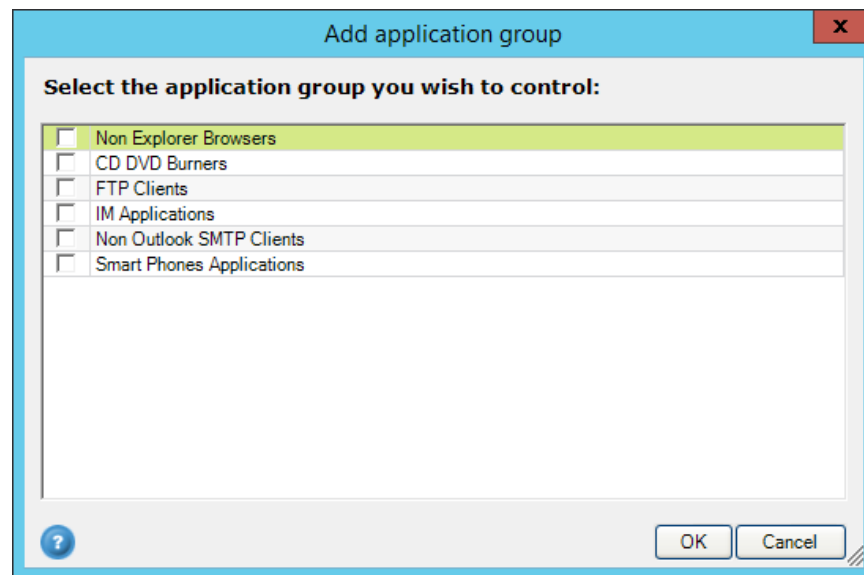 Add application group
x
Select the application group you wish to control:
Non Explorer Browsers
CD DVD Burners
FTP Clients
IM Applications
Non Outlook SMTP Clients
Smart Phones Applications
?
OK Cancel